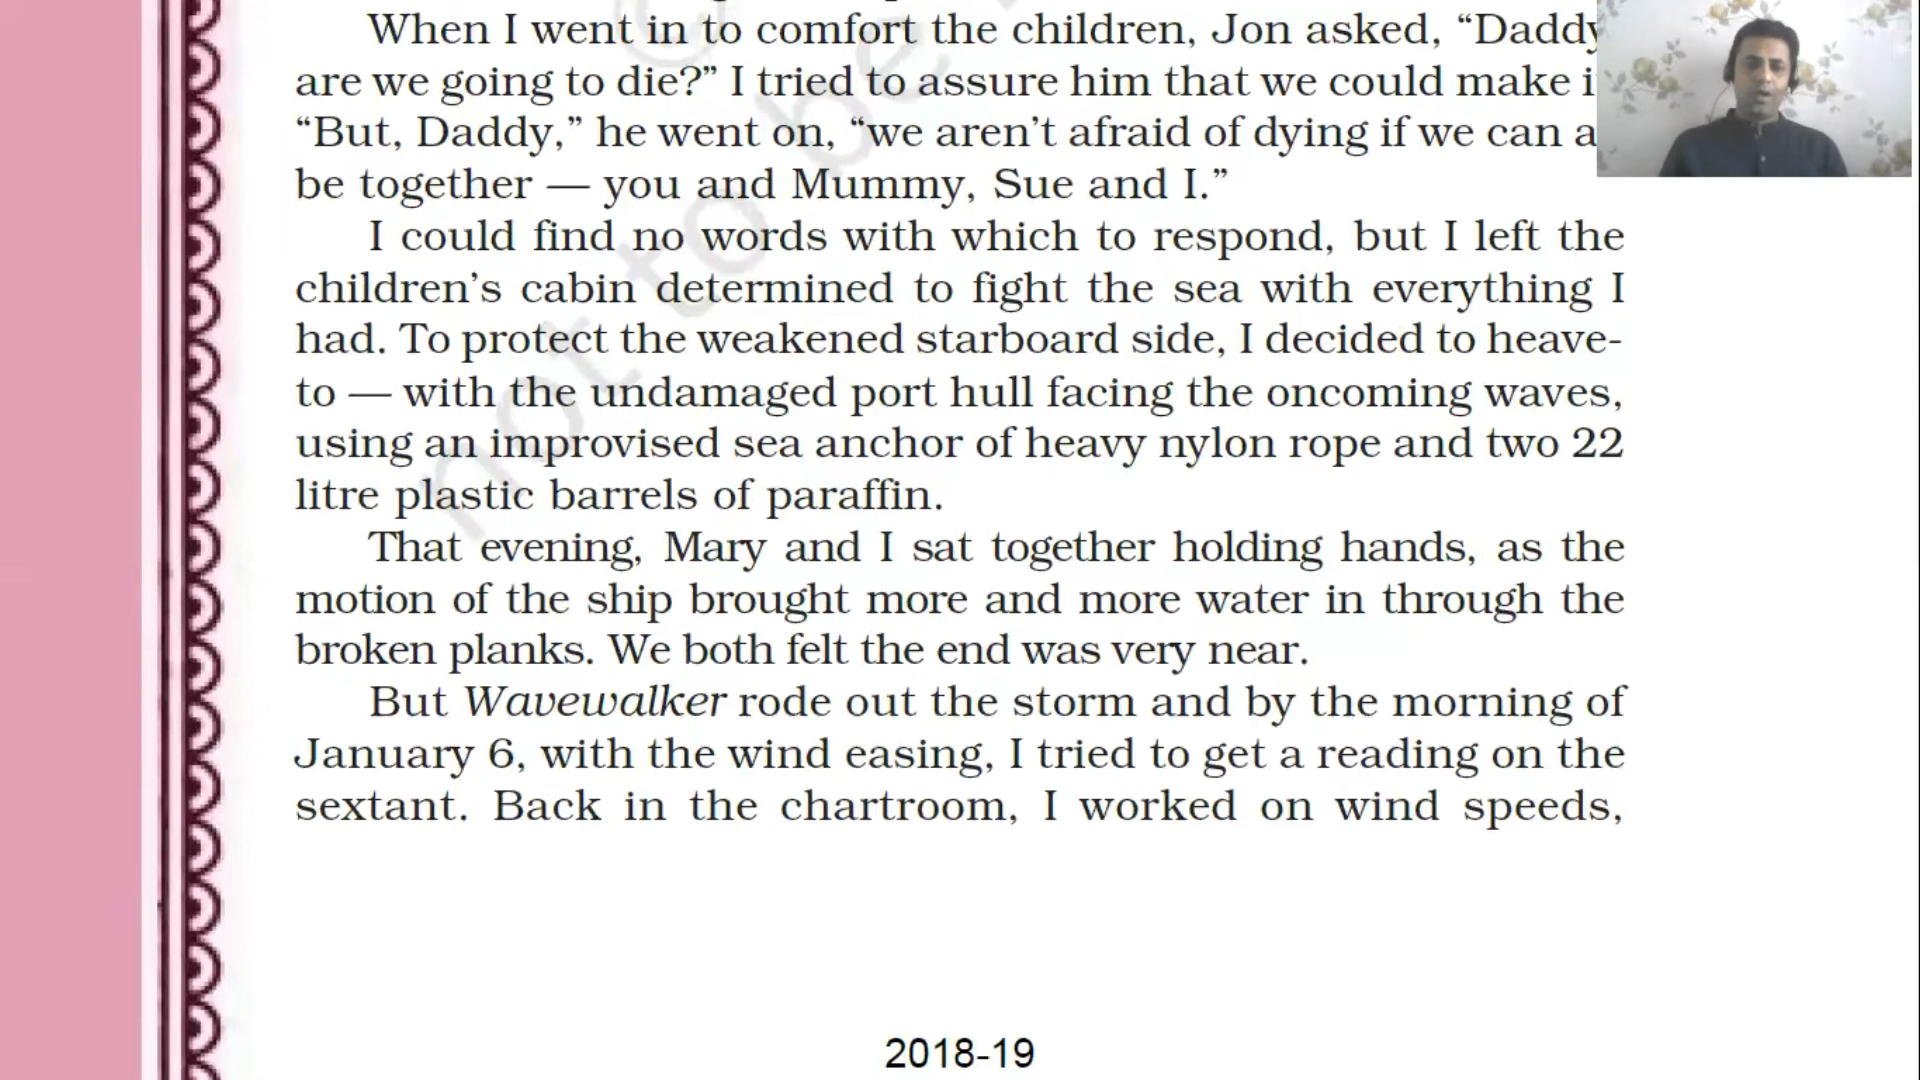 When I went in to comfort the children, Jon asked, “Daddy
are we going to die?” I tried to assure him that we could make i
“But, Daddy,” he went on, “we aren’t afraid of dying if we can a
be together — you and Mummy, Sue and I.”
I could find no words with which to respond, but I left the
children’s cabin determined to fight the sea with everything I
had. To protect the weakened starboard side, I decided to heave-
to — with the undamaged port hull facing the oncoming waves,
using an improvised sea anchor of heavy nylon rope and two 22
litre plastic barrels of paraffin.
That evening, Mary and I sat together holding hands, as the
motion of the ship brought more and more water in through the
broken planks. We both felt the end was very near.
But Wavewalker rode out the storm and by the morning of
January 6, with the wind easing, I tried to get a reading on the
sextant. Back in the chartroom, I worked on wind speeds,
not to be
©
2018-19